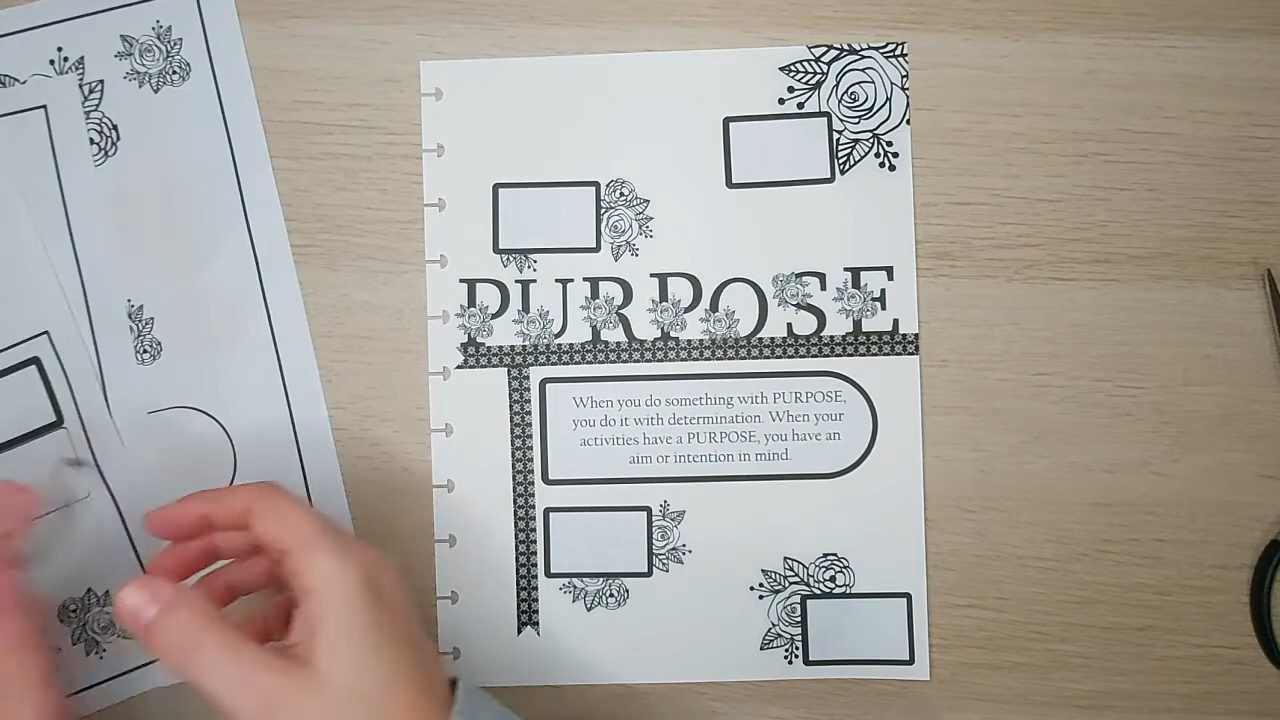 PURPOSE
When you do something with PURPOSE,
you do it with determination. When your
activities have a PURPOSE, you have an
aim or intention in mind.